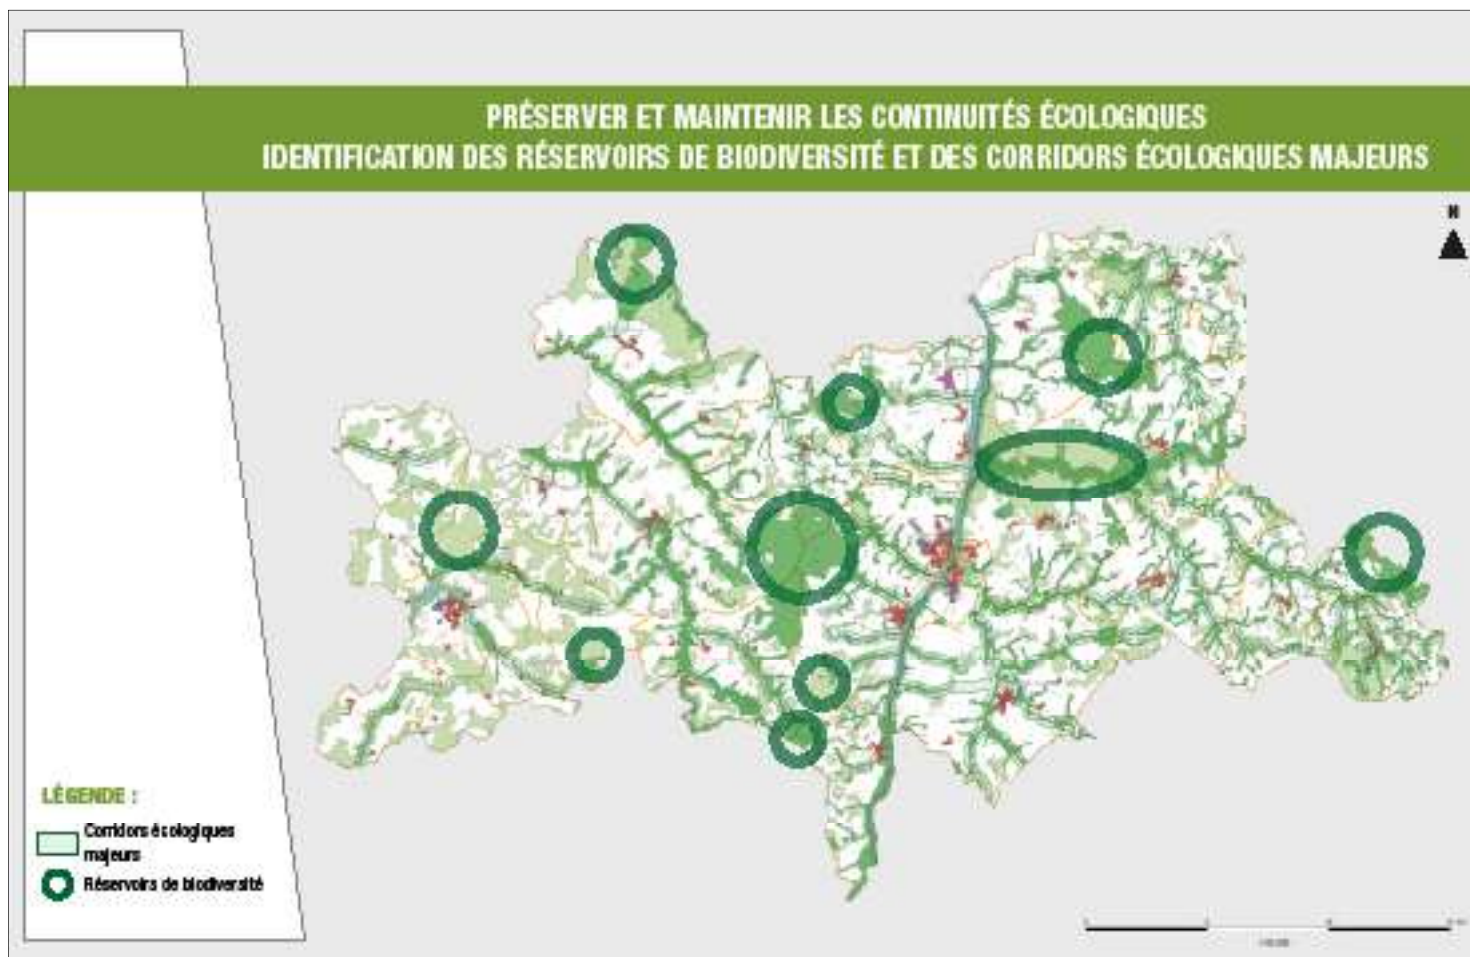 PRÉSERVER ET MAINTENIR LES CONTINUITÉS ÉCOLOGIQUES
IDENTIFICATION DES RÉSERVOIRS DE BIODIVERSITÉ ET DES CORRIDORS ÉCOLOGIQUES MAJEURS
N
LÉGENDE :
Corridors écologiques
majeurs
Réservoirs de biodiversité